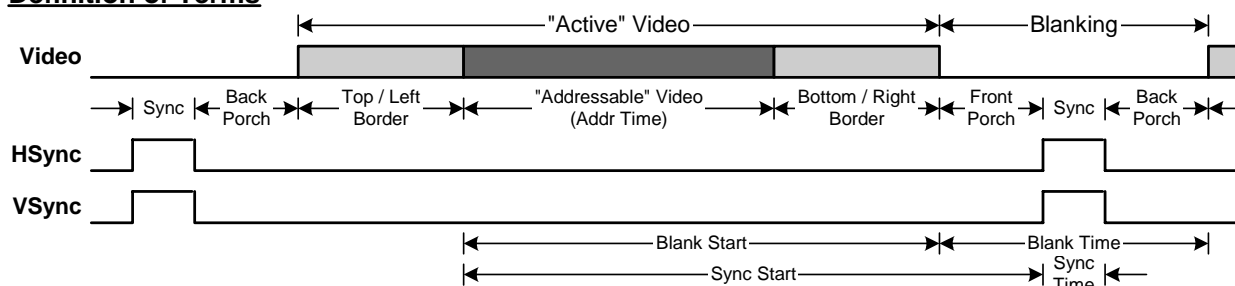 Definition of Terms
"Active" Video
Blanking
Video
Sync
Back Porch
Top / Left Border
"Addressable" Video
(Addr Time)
Bottom / Right Border
Front Porch
Sync
Back Porch
HSync
VSync
Blank Start
Blank Time
Sync Start
Sync Time